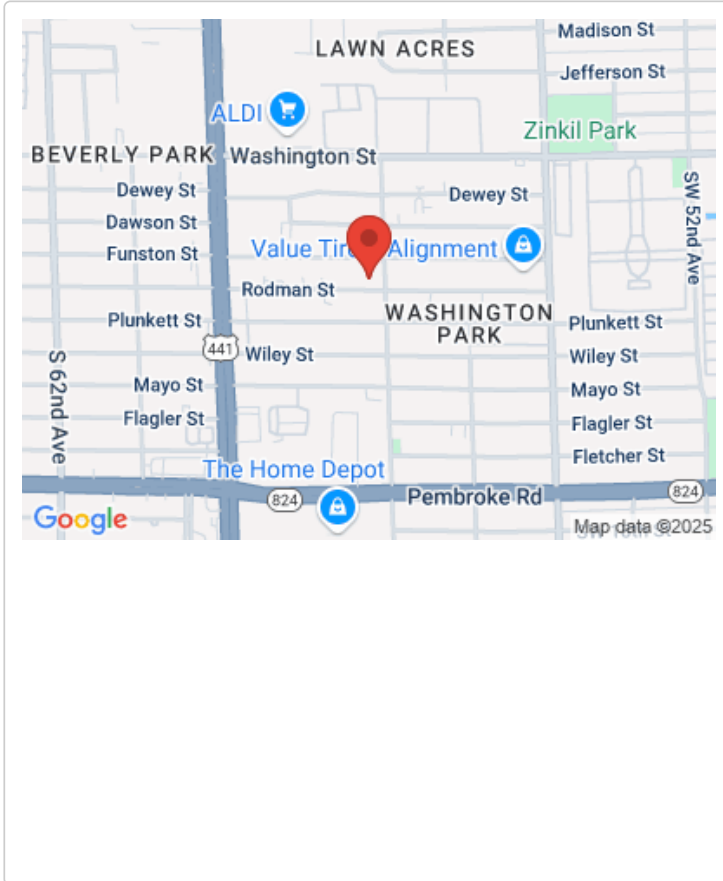 Madison St
LAWN ACRES
Jefferson St
ALDI
Zinkil Park
BEVERLY PARK
Washington St
Dewey St
Dewey St
SW 52nd Ave
Dawson St
Funston St
Value Tire Alignment
Rodman St
WASHINGTON
PARK
Plunkett St
Plunkett St
441
Wiley St
Wiley St
S 62nd Ave
Mayo St
Mayo St
Flagler St
Flagler St
Fletcher St
The Home Depot
824
Pembroke Rd
824
Google
Map data ©2025